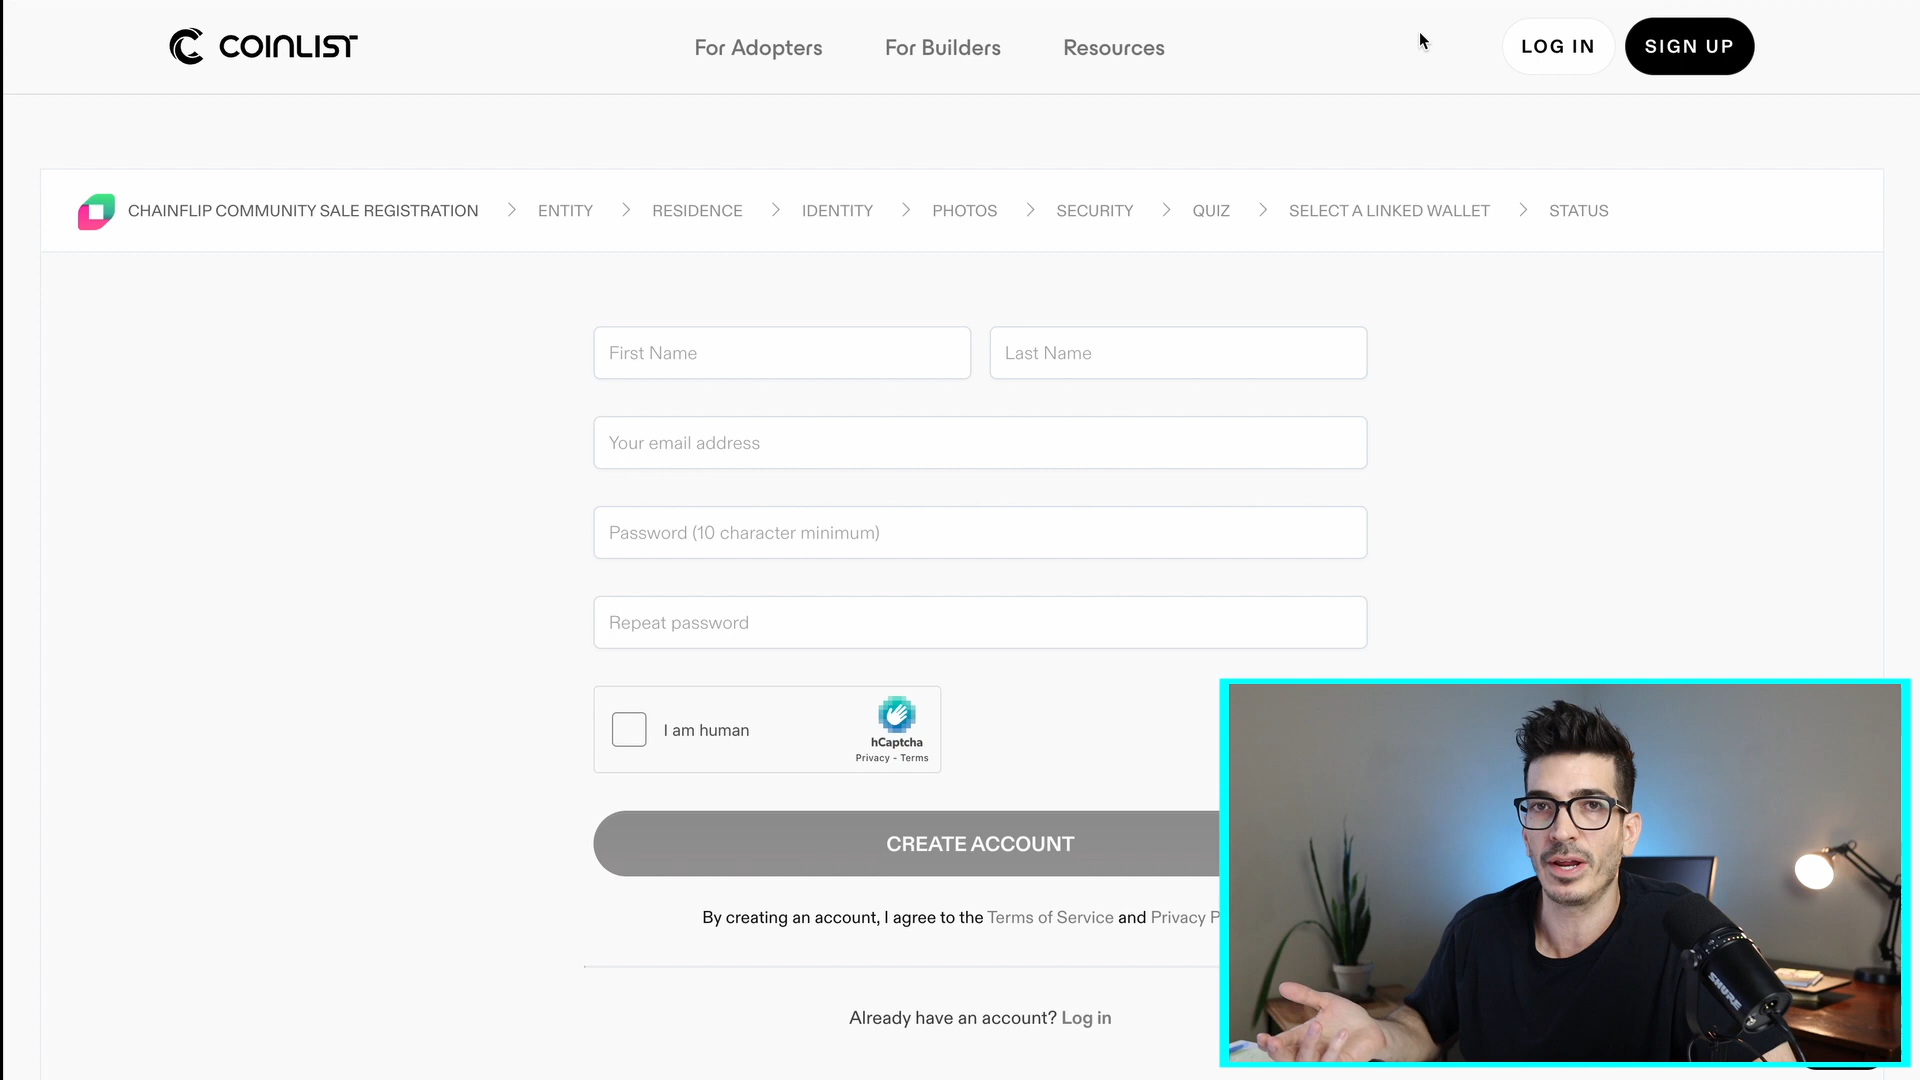 COINLIST
For Adopters
For Builders
Resources
LOG IN
SIGN UP
CHAINFLIP COMMUNITY SALE REGISTRATION > ENTITY > RESIDENCE > IDENTITY > PHOTOS > SECURITY > QUIZ > SELECT A LINKED WALLET > STATUS
First Name
Last Name
Your email address
Password (10 character minimum)
Repeat password
I am human
hCaptcha
Privacy - Terms
CREATE ACCOUNT
By creating an account, I agree to the Terms of Service and Privacy P
Already have an account? Log in
SHURE